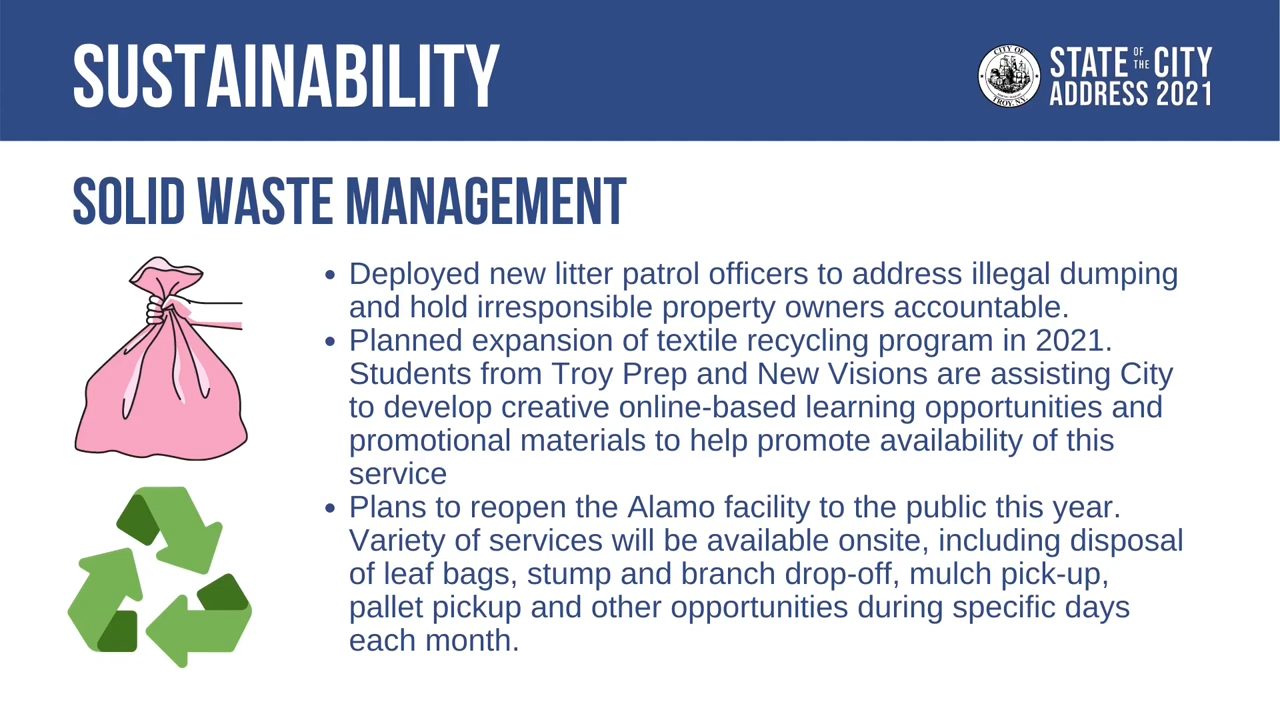 SUSTAINABILITY
CITY OF
TROY, N.Y.
STATE OF THE CITY
ADDRESS 2021
SOLID WASTE MANAGEMENT
• Deployed new litter patrol officers to address illegal dumping
and hold irresponsible property owners accountable.
• Planned expansion of textile recycling program in 2021.
Students from Troy Prep and New Visions are assisting City
to develop creative online-based learning opportunities and
promotional materials to help promote availability of this
service
• Plans to reopen the Alamo facility to the public this year.
Variety of services will be available onsite, including disposal
of leaf bags, stump and branch drop-off, mulch pick-up,
pallet pickup and other opportunities during specific days
each month.